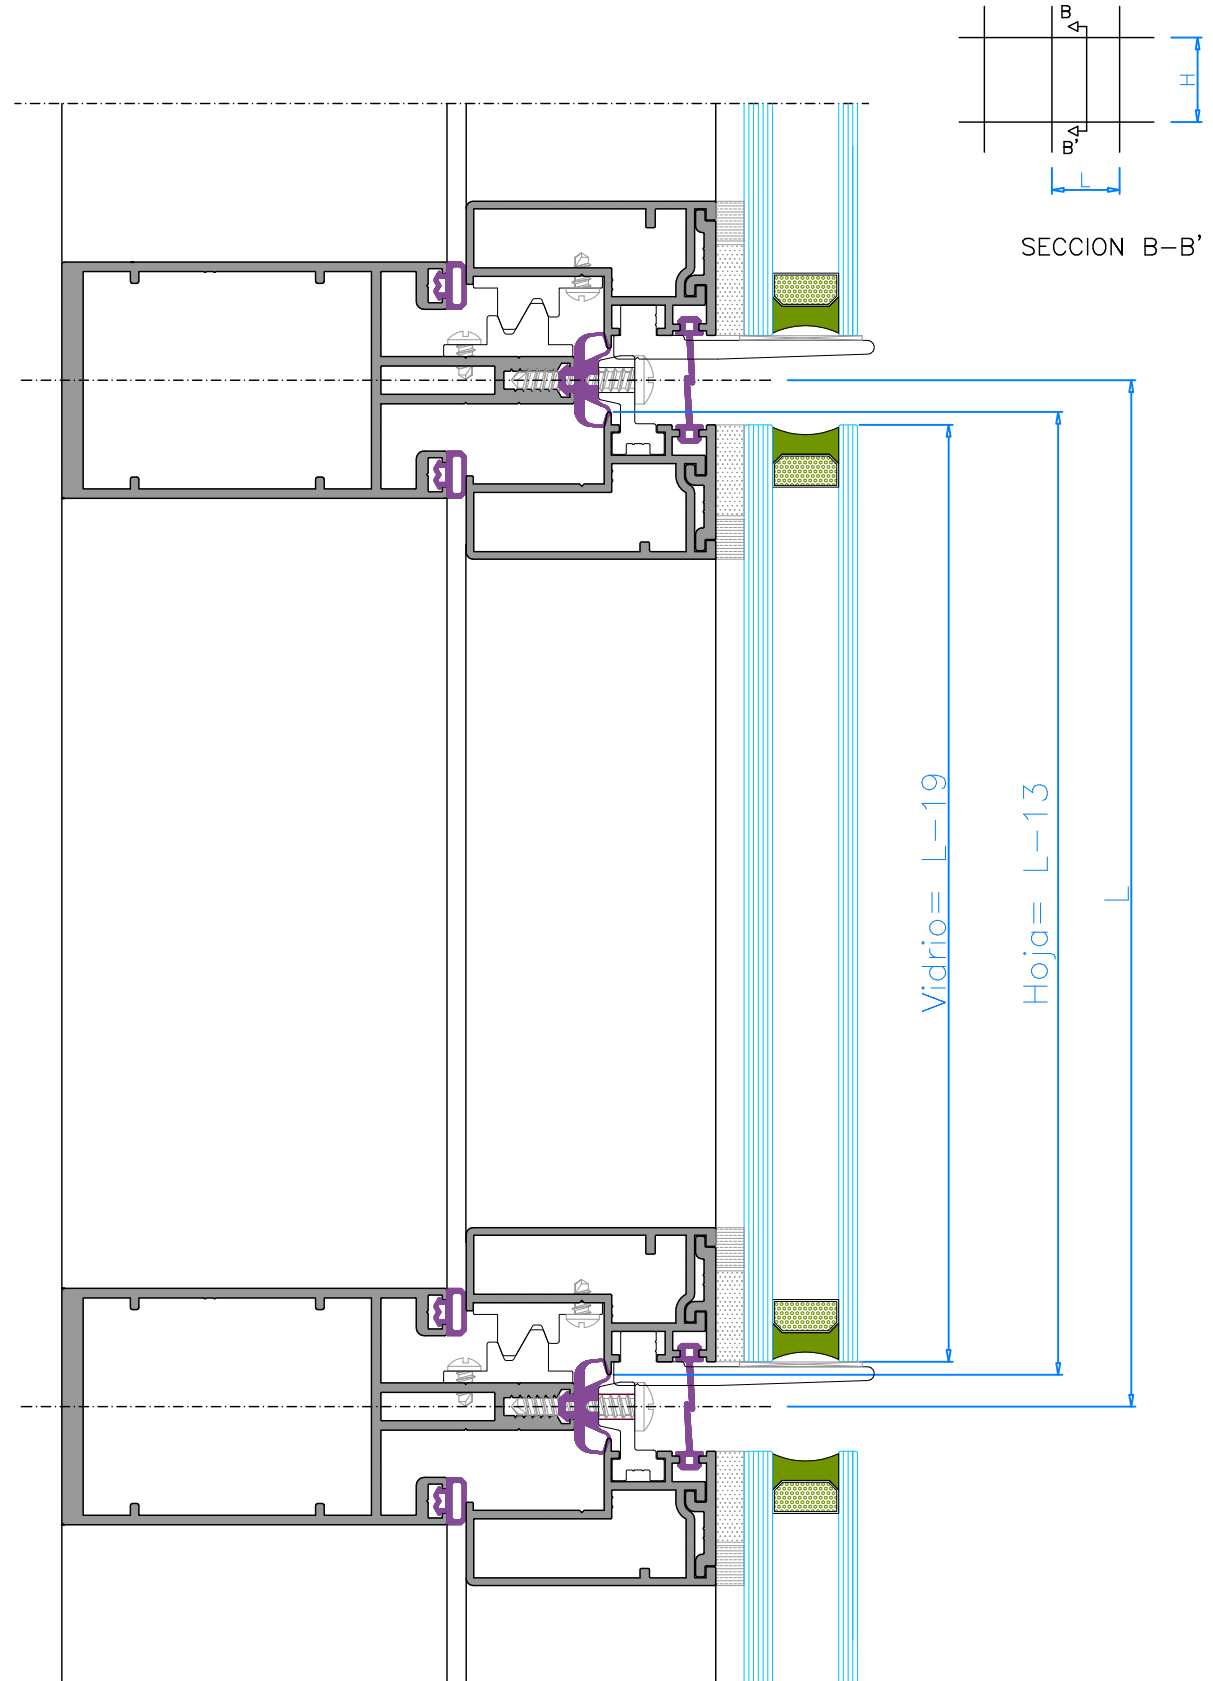 B
H
B'
L
SECCION B-B'
Vidrio= L-19
Hoja= L-13
L